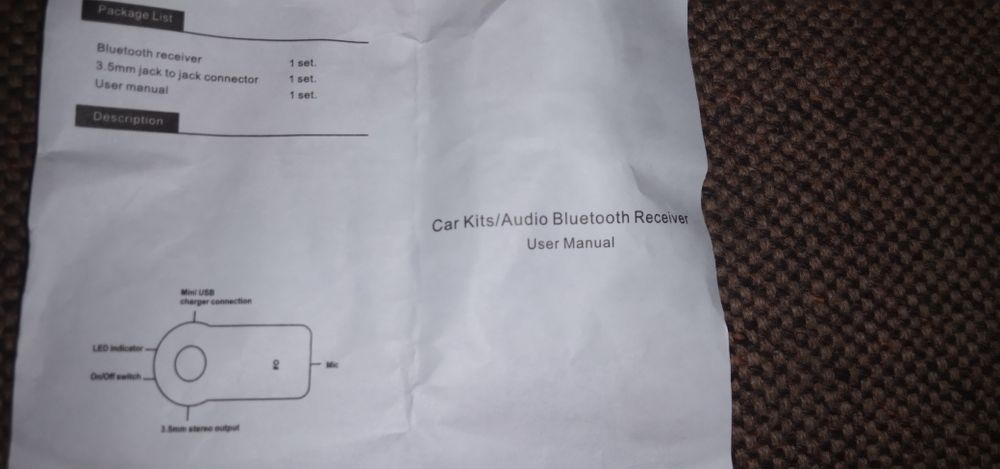 Package List
Bluetooth receiver 1 set.
3.5mm jack to jack connector 1 set.
User manual 1 set.
Description
Mini USB
charger connection
LED indicator
On/Off switch
Mic
3.5mm stereo output
Car Kits/Audio Bluetooth Receiver
User Manual